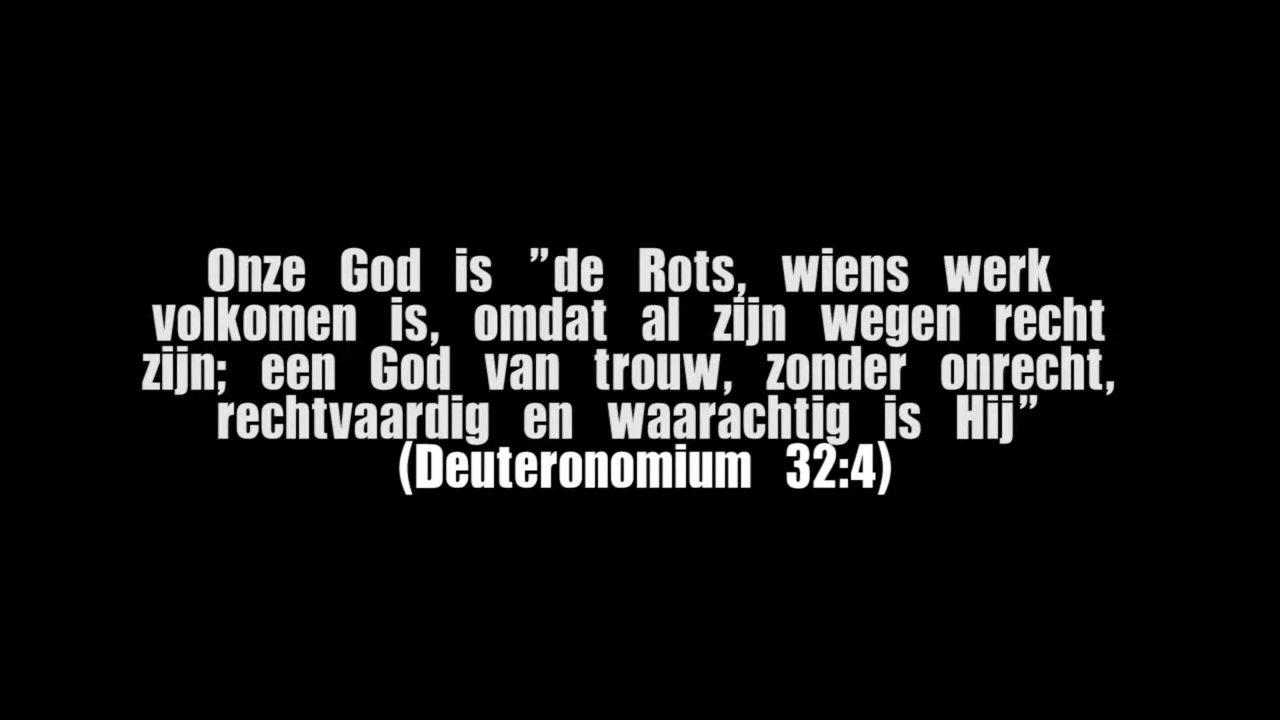 Onze God is ”de Rots, wiens werk
volkomen is, omdat al zijn wegen recht
zijn; een God van trouw, zonder onrecht,
rechtvaardig en waarachtig is Hij”
(Deuteronomium 32:4)